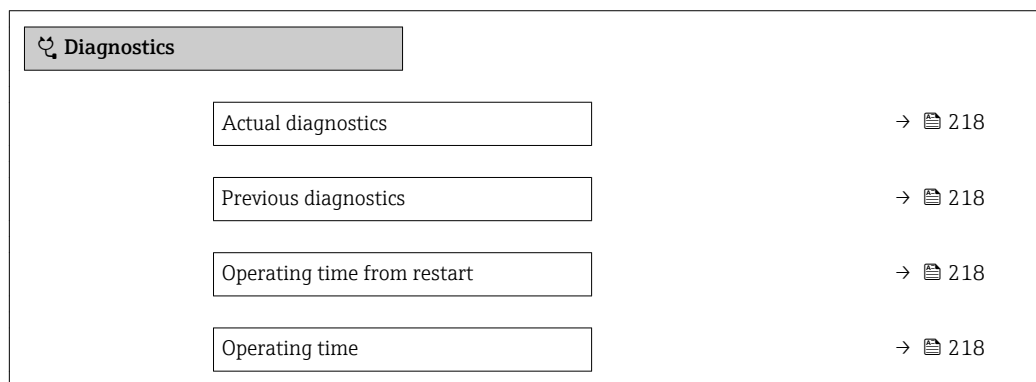 Diagnostics
Actual diagnostics → 218
Previous diagnostics → 218
Operating time from restart → 218
Operating time → 218